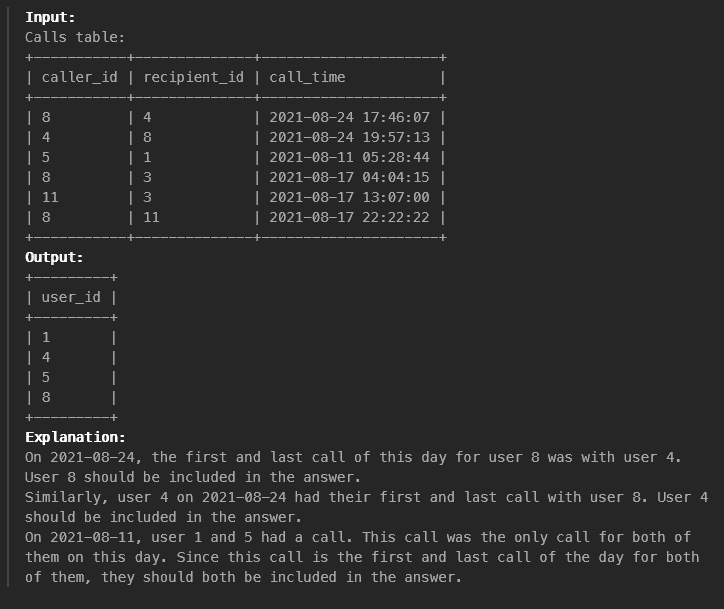 Input:
Calls table:
+-----------+--------------+---------------------+
| caller_id | recipient_id | call_time           |
+-----------+--------------+---------------------+
| 8         | 4            | 2021-08-24 17:46:07 |
| 4         | 8            | 2021-08-24 19:57:13 |
| 5         | 1            | 2021-08-11 05:28:44 |
| 8         | 3            | 2021-08-17 04:04:15 |
| 11        | 3            | 2021-08-17 13:07:00 |
| 8         | 11           | 2021-08-17 22:22:22 |
+-----------+--------------+---------------------+
Output:
+---------+
| user_id |
+---------+
| 1       |
| 4       |
| 5       |
| 8       |
+---------+
Explanation:
On 2021-08-24, the first and last call of this day for user 8 was with user 4.
User 8 should be included in the answer.
Similarly, user 4 on 2021-08-24 had their first and last call with user 8. User 4
should be included in the answer.
On 2021-08-11, user 1 and 5 had a call. This call was the only call for both of
them on this day. Since this call is the first and last call of the day for both
of them, they should both be included in the answer.